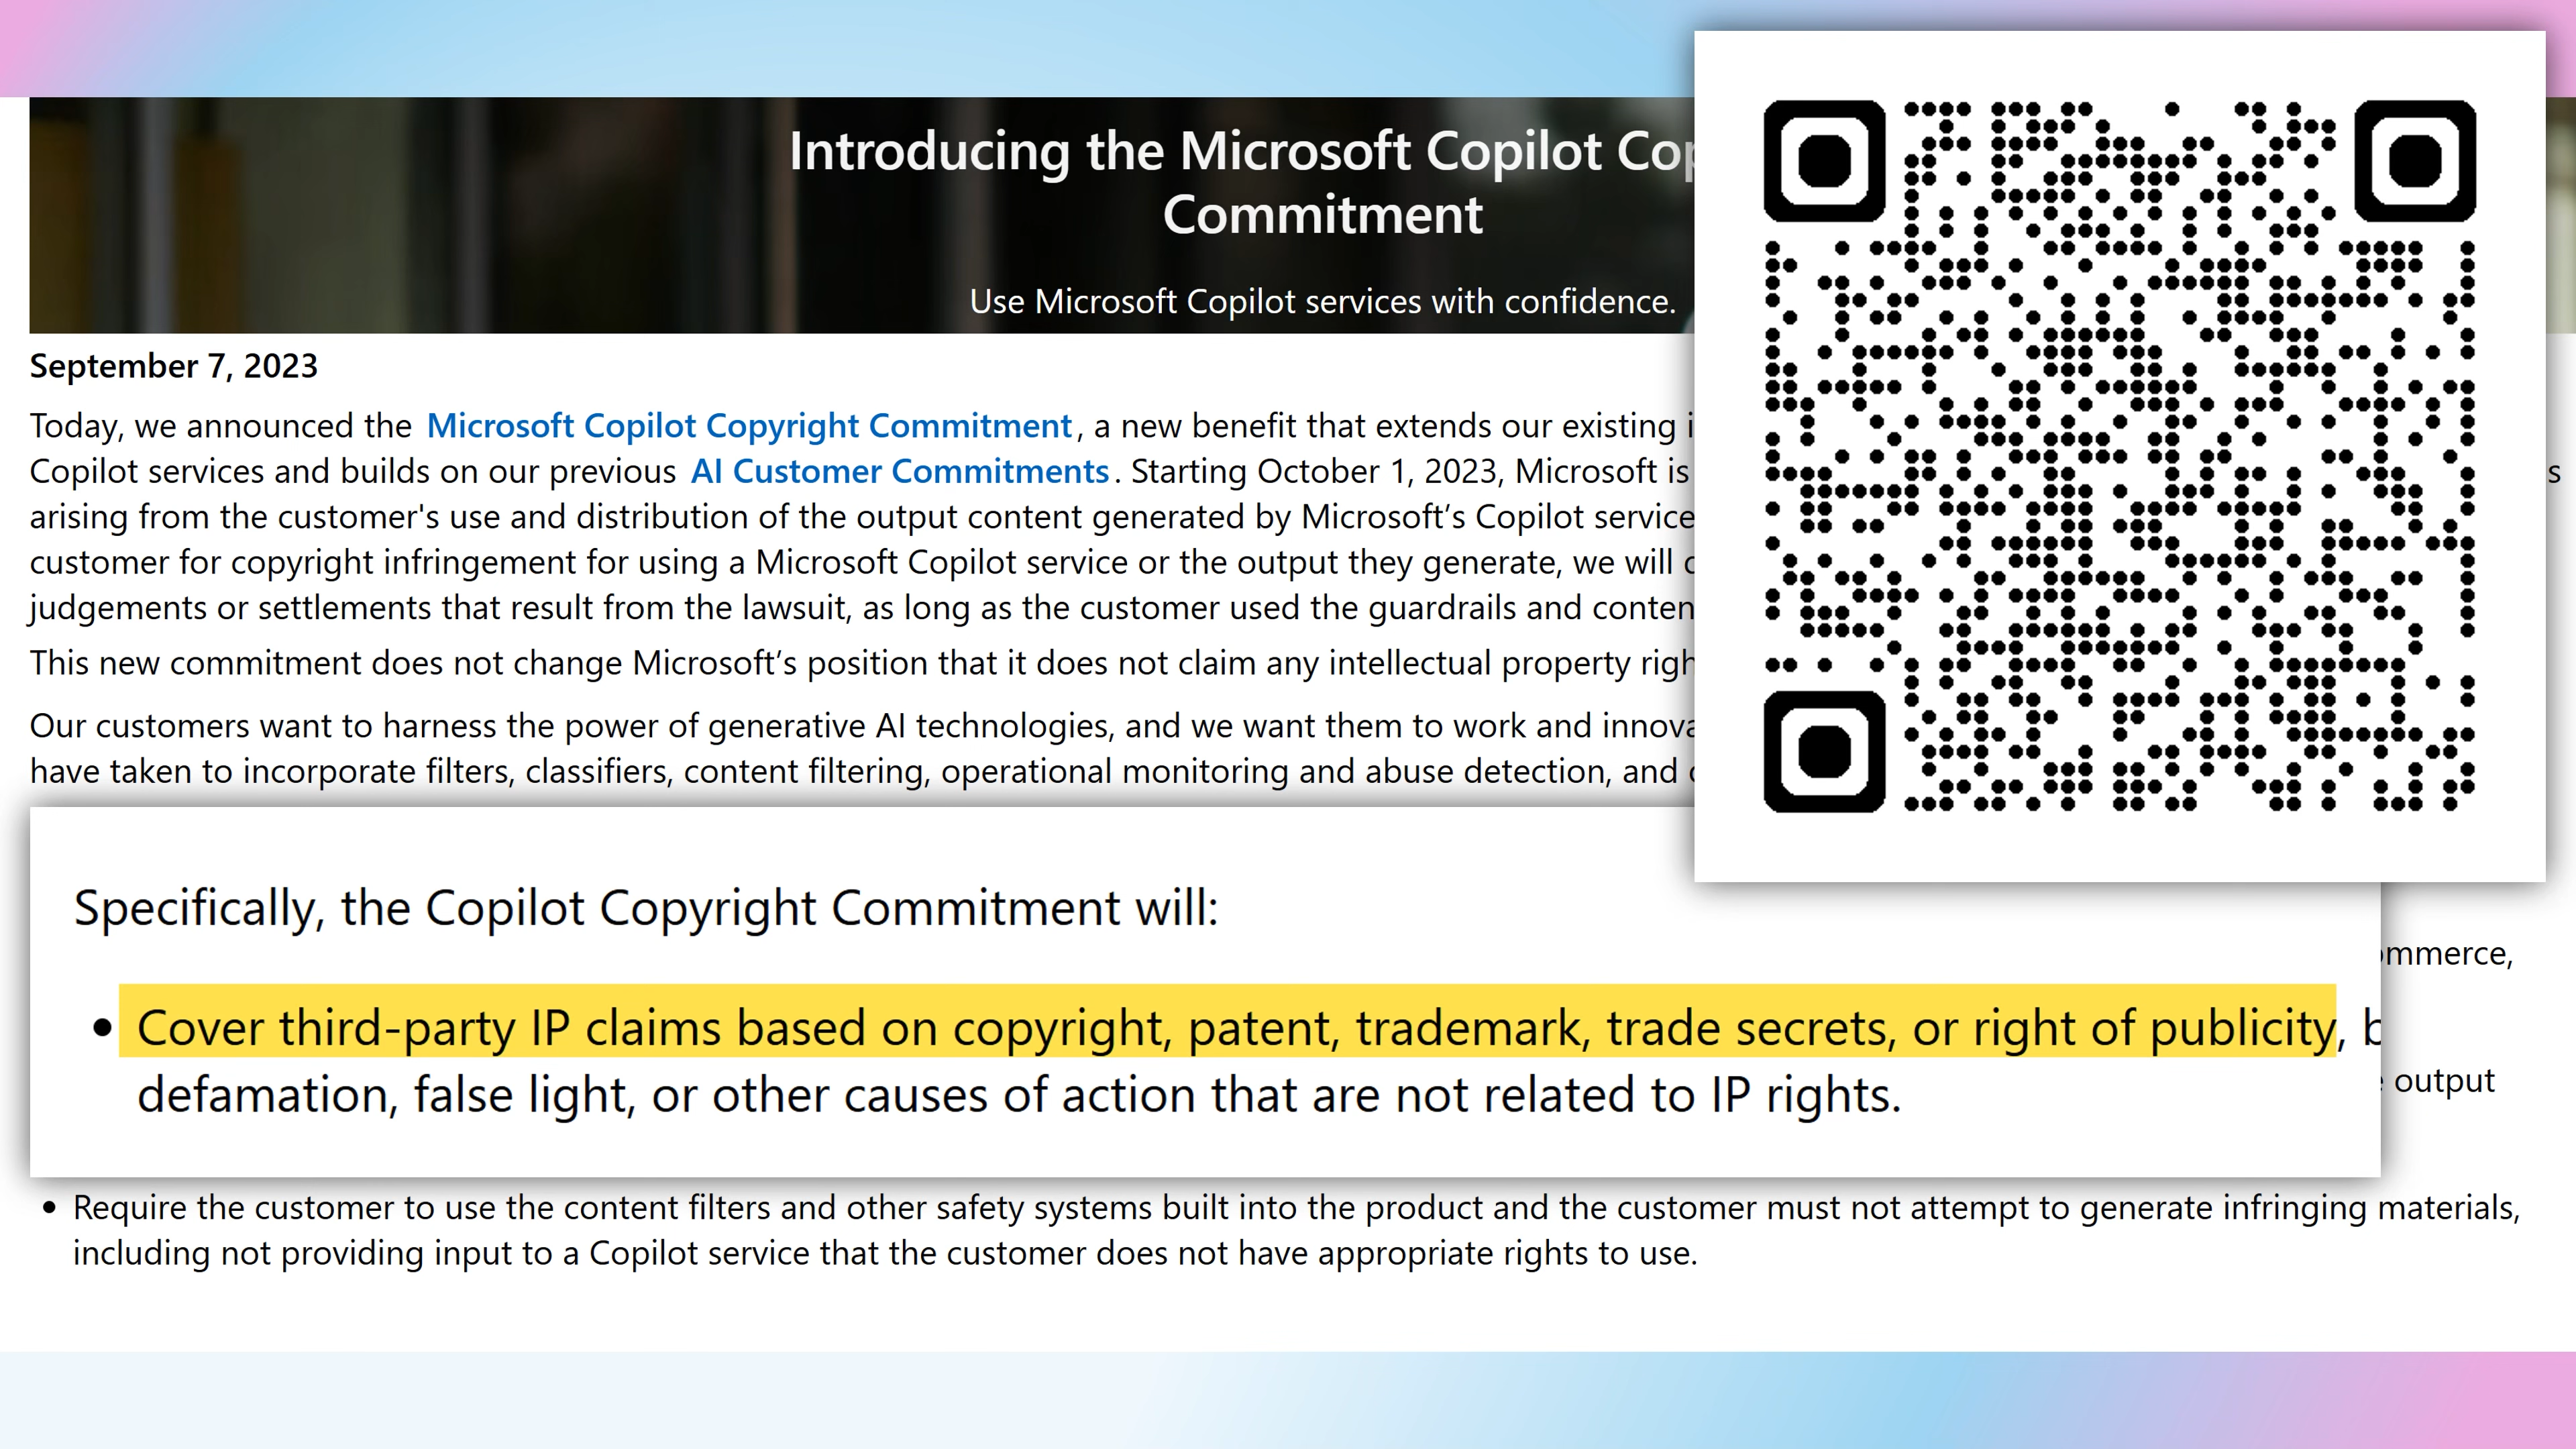 Introducing the Microsoft Copilot Cop
Commitment
Use Microsoft Copilot services with confidence.
September 7, 2023
Today, we announced the Microsoft Copilot Copyright Commitment, a new benefit that extends our existing i
Copilot services and builds on our previous AI Customer Commitments. Starting October 1, 2023, Microsoft is s
arising from the customer's use and distribution of the output content generated by Microsoft’s Copilot service
customer for copyright infringement for using a Microsoft Copilot service or the output they generate, we will
judgements or settlements that result from the lawsuit, as long as the customer used the guardrails and conten
This new commitment does not change Microsoft’s position that it does not claim any intellectual property righ
Our customers want to harness the power of generative AI technologies, and we want them to work and innova
have taken to incorporate filters, classifiers, content filtering, operational monitoring and abuse detection, and
Specifically, the Copilot Copyright Commitment will:
ommerce,
• Cover third-party IP claims based on copyright, patent, trademark, trade secrets, or right of publicity, b
defamation, false light, or other causes of action that are not related to IP rights.
output
• Require the customer to use the content filters and other safety systems built into the product and the customer must not attempt to generate infringing materials,
including not providing input to a Copilot service that the customer does not have appropriate rights to use.